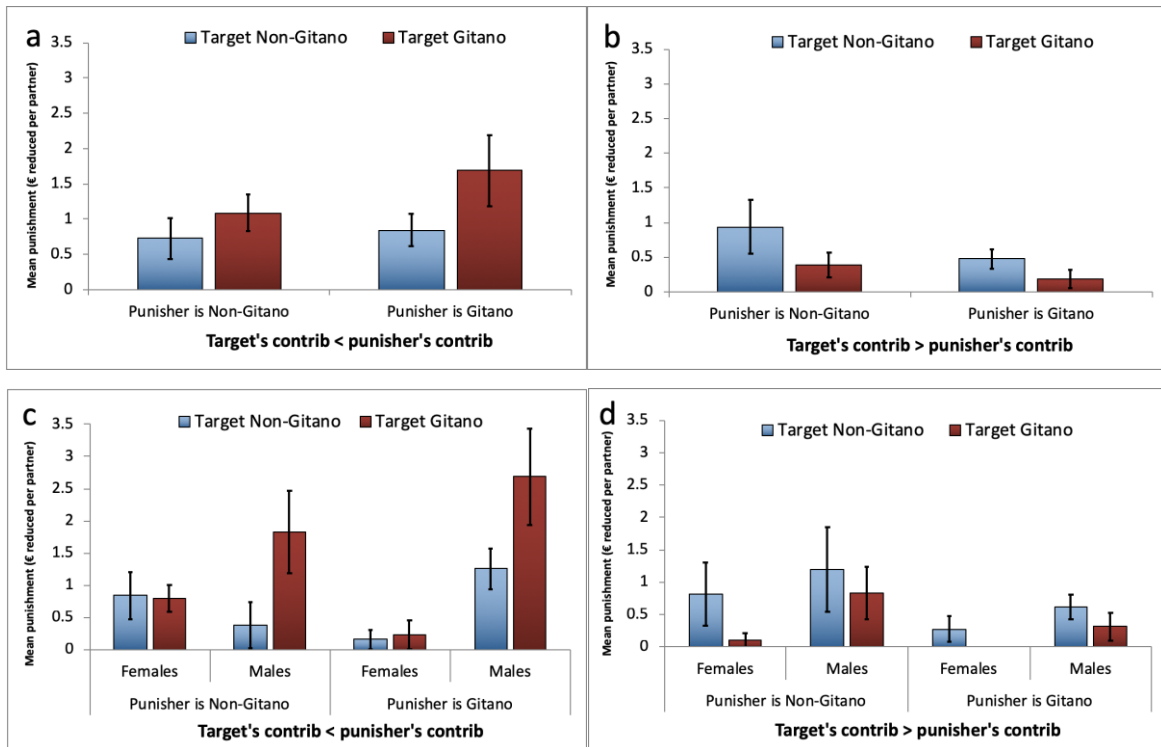 a
Target Non-Gitano Target Gitano
Mean punishment (€ reduced per partner)
3.5
3
2.5
2
1.5
1
0.5
0
Punisher is Non-Gitano Punisher is Gitano
Target's contrib < punisher's contrib
b
Target Non-Gitano Target Gitano
Mean punishment (€ reduced per partner)
3.5
3
2.5
2
1.5
1
0.5
0
Punisher is Non-Gitano Punisher is Gitano
Target's contrib > punisher's contrib
c
Target Non-Gitano Target Gitano
Mean punishment (€ reduced per partner)
3.5
3
2.5
2
1.5
1
0.5
0
Females Males Females Males
Punisher is Non-Gitano Punisher is Gitano
Target's contrib < punisher's contrib
d
Target Non-Gitano Target Gitano
Mean punishment (€ reduced per partner)
3.5
3
2.5
2
1.5
1
0.5
0
Females Males Females Males
Punisher is Non-Gitano Punisher is Gitano
Target's contrib > punisher's contrib